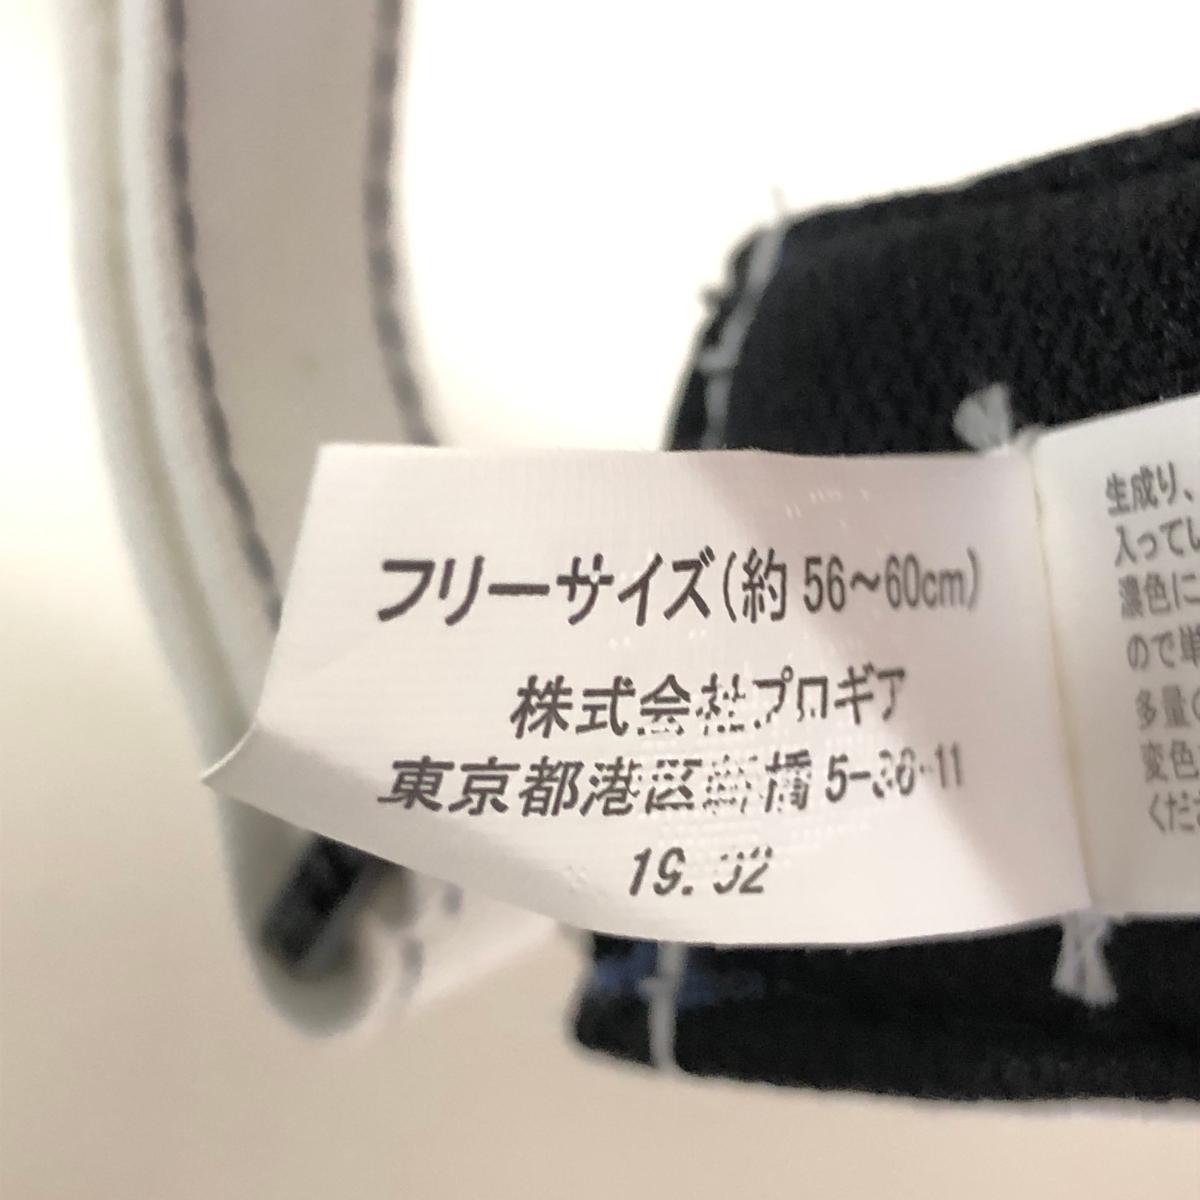 フリーサイズ(約 56~60cm)
株式会社プロギア
東京都港区新橋 5-36-11
19. 02
生成り、
入ってい
濃色に
ので単
多量の
変色
くださ